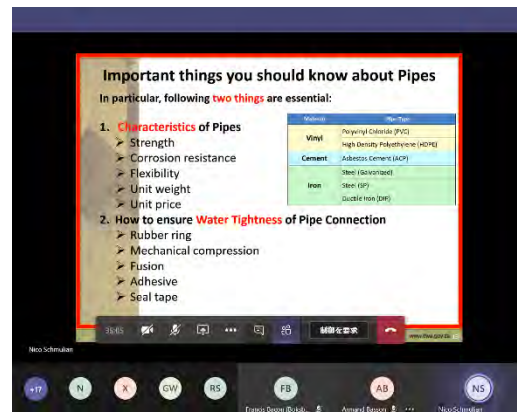 Important things you should know about Pipes
In particular, following two things are essential:
1. Characteristics of Pipes
➤ Strength
➤ Corrosion resistance
➤ Flexibility
➤ Unit weight
➤ Unit price
Material Pipe Type
Vinyl
Polyvinyl Chloride (PVC)
High Density Polyethylene (HDPE)
Cement Asbestos Cement (ACP)
Iron
Steel (Galvanized)
Steel (SP)
Ductile Iron (DIP)
2. How to ensure Water Tightness of Pipe Connection
➤ Rubber ring
➤ Mechanical compression
➤ Fusion
➤ Adhesive
➤ Seal tape
制御を要求
Nico Schmulian
+17 N X GW RS FB AB NS
Francis Bacon
Armand Basson
Nico Schmulian